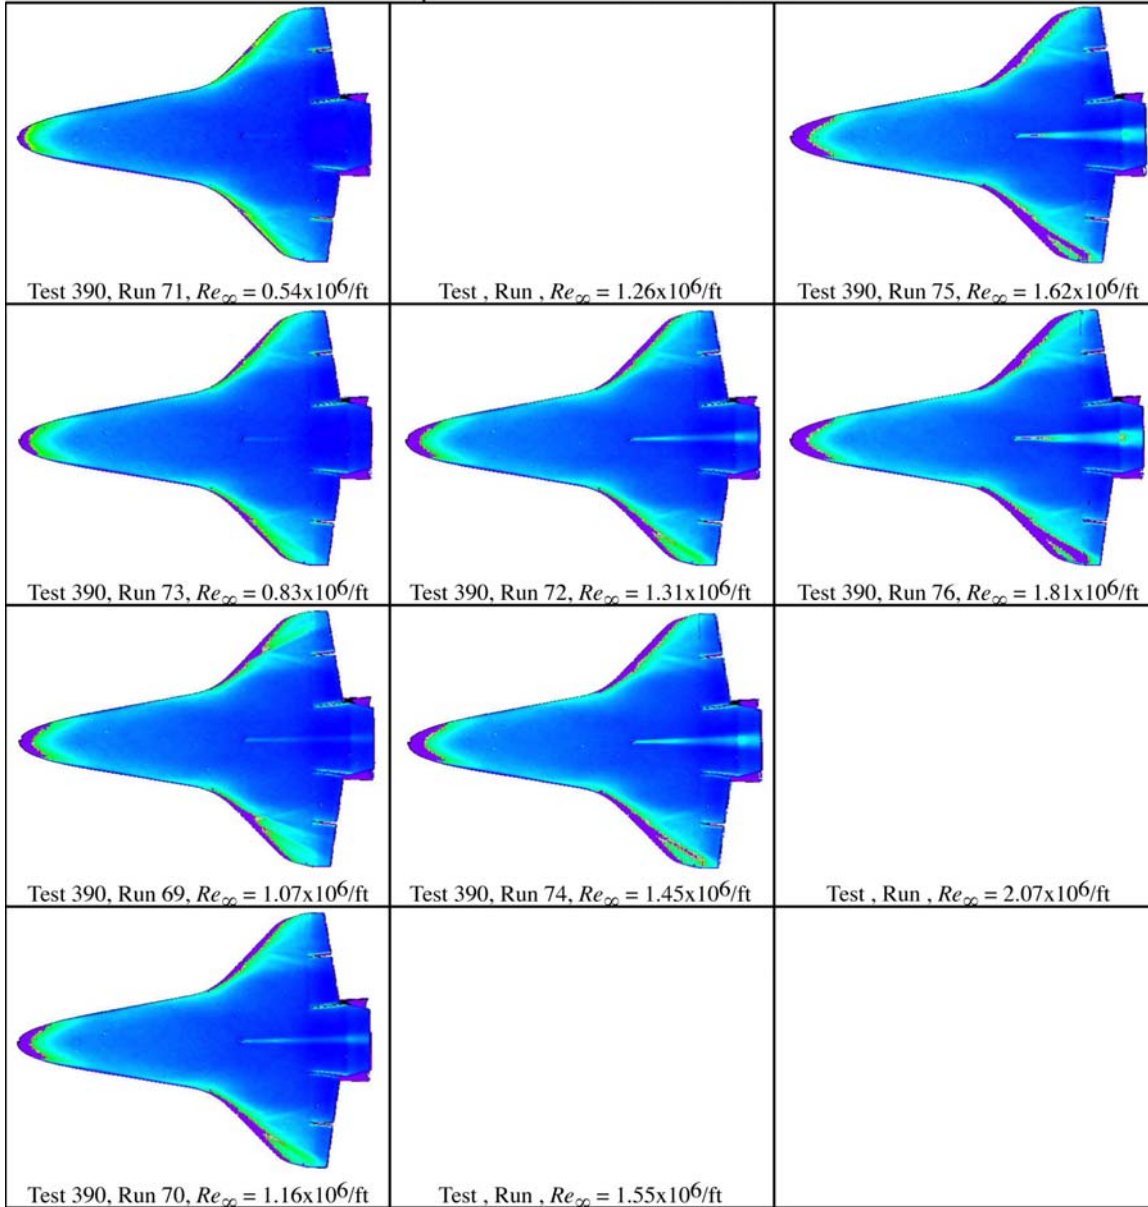 Test 390, Run 71, Re∞ = 0.54x10⁶/ft
Test , Run , Re∞ = 1.26x10⁶/ft
Test 390, Run 75, Re∞ = 1.62x10⁶/ft
Test 390, Run 73, Re∞ = 0.83x10⁶/ft
Test 390, Run 72, Re∞ = 1.31x10⁶/ft
Test 390, Run 76, Re∞ = 1.81x10⁶/ft
Test 390, Run 69, Re∞ = 1.07x10⁶/ft
Test 390, Run 74, Re∞ = 1.45x10⁶/ft
Test , Run , Re∞ = 2.07x10⁶/ft
Test 390, Run 70, Re∞ = 1.16x10⁶/ft
Test , Run , Re∞ = 1.55x10⁶/ft